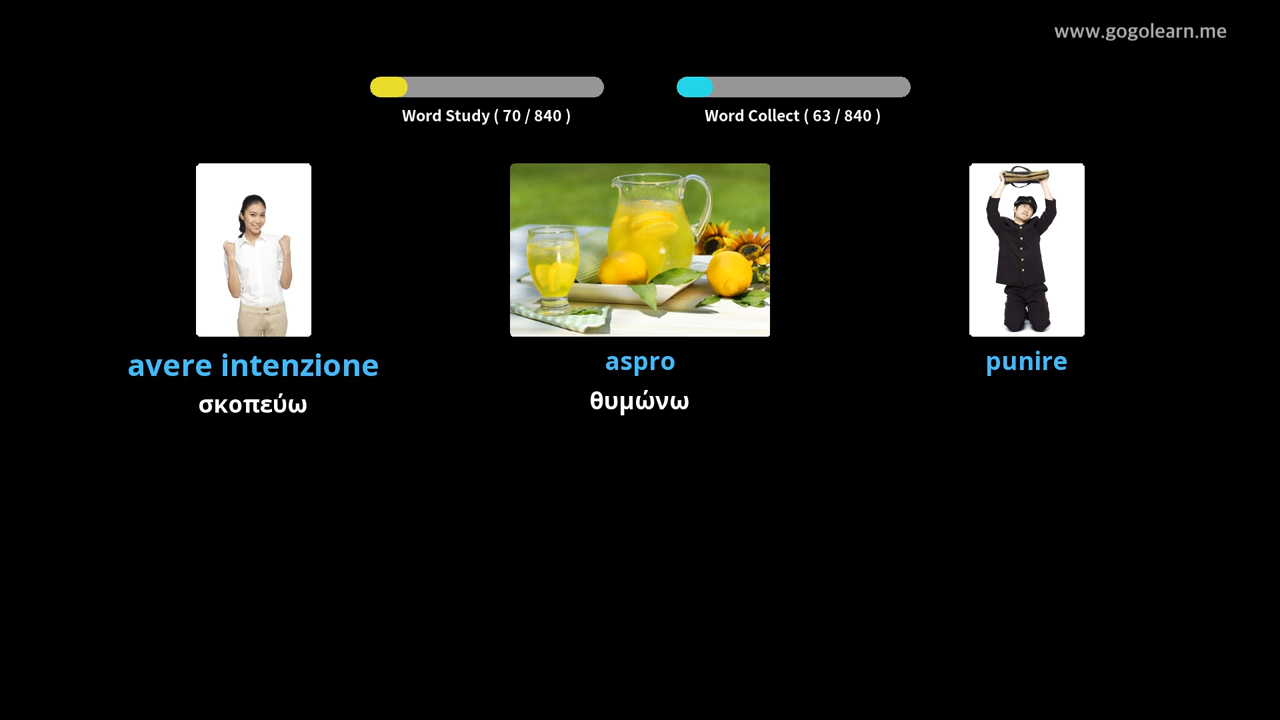 www.gogolearn.me
Word Study ( 70 / 840 )
Word Collect ( 63 / 840 )
avere intenzione
σκοπεύω
aspro
θυμώνω
punire